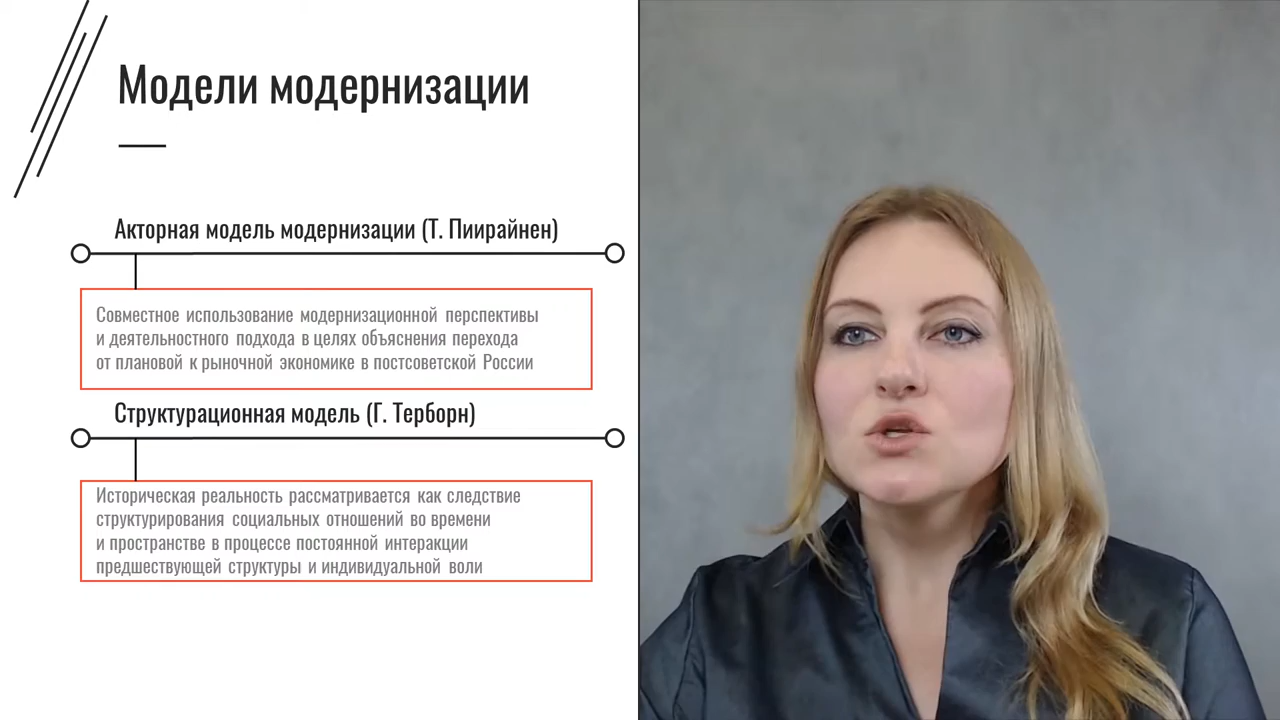 Модели модернизации
Акторная модель модернизации (Т. Пиирайнен)
Совместное использование модернизационной перспективы
и деятельностного подхода в целях объяснения перехода
от плановой к рыночной экономике в постсоветской России
Структурационная модель (Г. Терборн)
Историческая реальность рассматривается как следствие
структурирования социальных отношений во времени
и пространстве в процессе постоянной интеракции
предшествующей структуры и индивидуальной воли